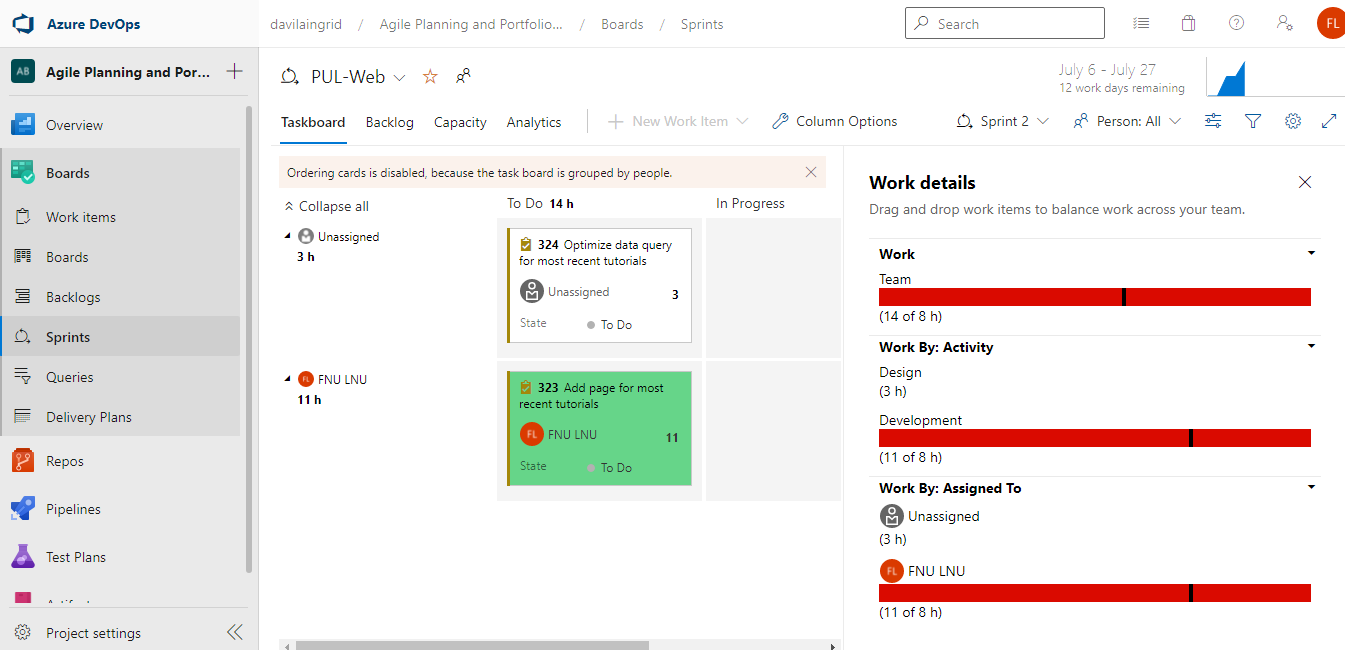 Azure DevOps
davilaingrid / Agile Planning and Portfolio... / Boards / Sprints
Search
FL
AB Agile Planning and Por...
Overview
Boards
Work items
Boards
Backlogs
Sprints
Queries
Delivery Plans
Repos
Pipelines
Test Plans
Project settings
PUL-Web
July 6 - July 27
12 work days remaining
Taskboard Backlog Capacity Analytics New Work Item Column Options Sprint 2 Person: All
Ordering cards is disabled, because the task board is grouped by people.
Collapse all
To Do 14 h
In Progress
Unassigned
3 h
324 Optimize data query
for most recent tutorials
Unassigned
3
State To Do
FL FNU LNU
11 h
323 Add page for most
recent tutorials
FL FNU LNU
11
State To Do
Work details
Drag and drop work items to balance work across your team.
Work
Team
(14 of 8 h)
Work By: Activity
Design
(3 h)
Development
(11 of 8 h)
Work By: Assigned To
Unassigned
(3 h)
FL FNU LNU
(11 of 8 h)